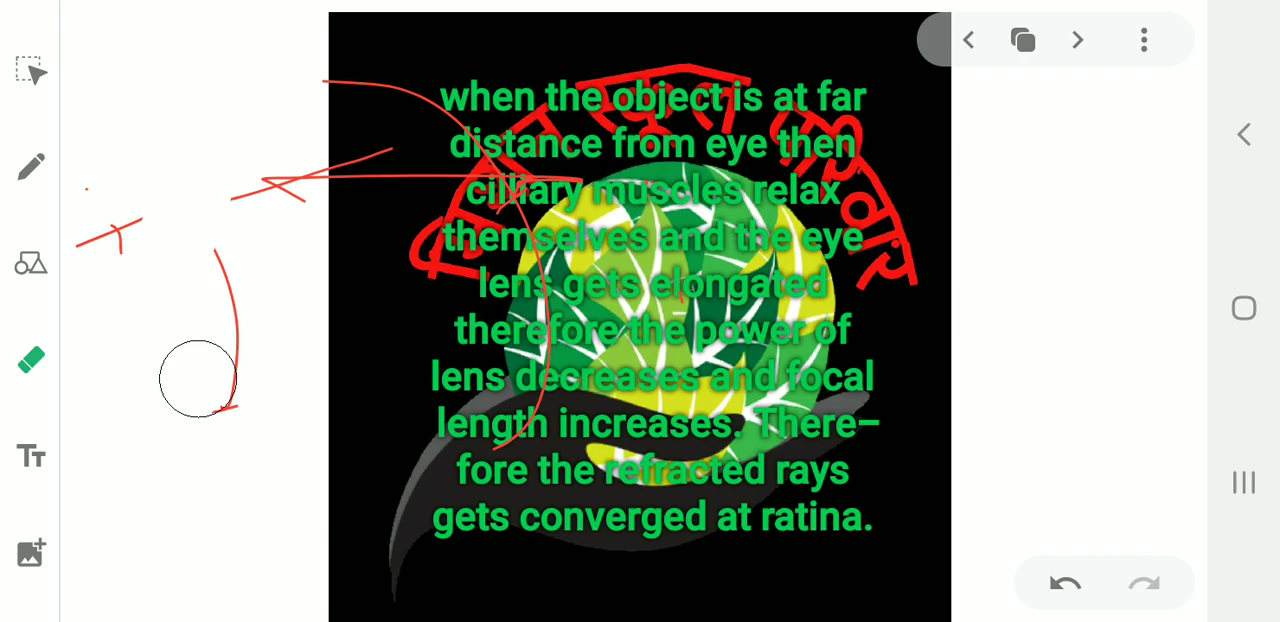 when the object is at far
distance from eye then
cilliary muscles relax
themselves and the eye
lens gets elongated
therefore the power of
lens decreases and focal
length increases. There–
fore the refracted rays
gets converged at ratina.
Tт